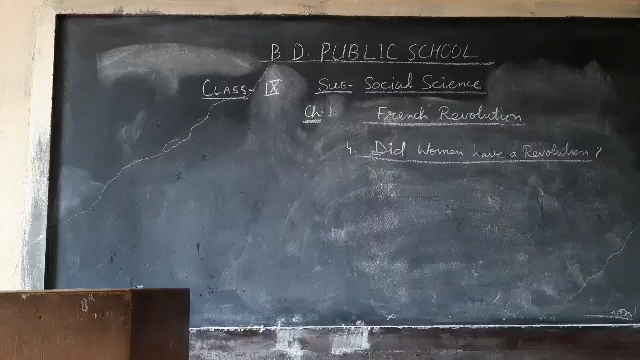 B. D. PUBLIC SCHOOL
CLASS- IX Sub- Social Science
Ch:1 French Revolution
4. Did Women have a Revolution?